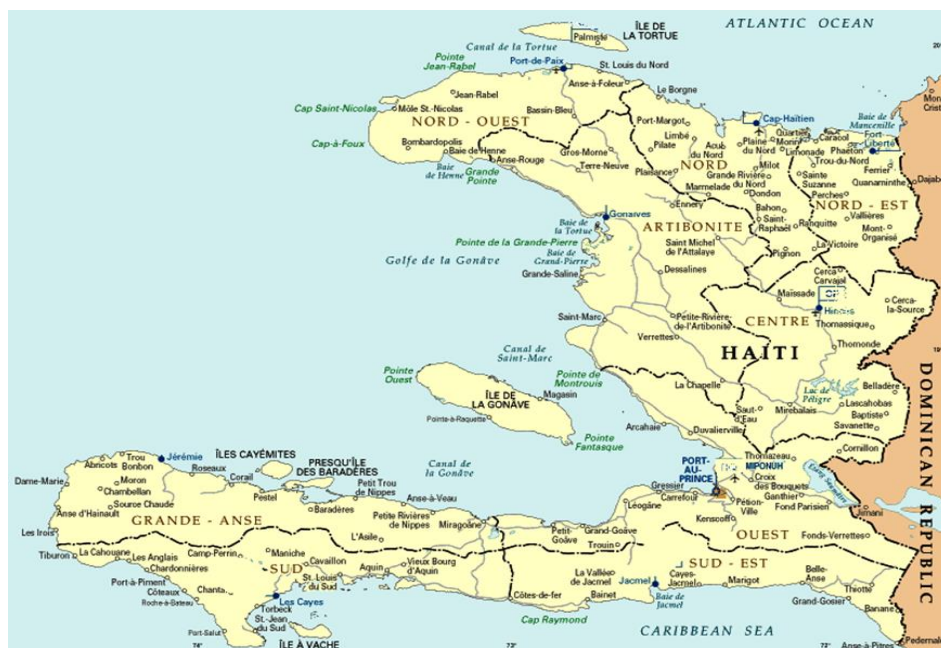 ATLANTIC OCEAN
ÎLE DE
LA TORTUE
Palmiste
Canal de la Tortue
Pointe
Jean-Rabel
Port-de-Paix
St. Louis du Nord
20°
Anse-à-Foleur
Le Borgne
Jean-Rabel
Cap Saint-Nicolas
Môle St.-Nicolas
NORD - OUEST
Bassin-Bleu
Port-Margot
Cap-Haïtien
Baie de
Mancenille
Fort
Liberté
Limbé
Pilate
Acul
du Nord
Plaine
du Nord
Quartier
Morin
Limonade
Caracol
Phaeton
Cap-à-Foux
Bombardopolis
Baie de Henne
Baie
de Henne
Grande
Pointe
Anse-Rouge
Gros-Morne
Terre-Neuve
Plaisance
NORD
Milot
Trou-du-Nord
Ferrier
Grande Rivière
du Nord
Sainte
Suzanne
Ouanaminthe
Marmelade
Dondon
Perches
NORD - EST
Ennery
Bahon
Saint-
Raphaël
Ranquitte
Vallières
Mont-
Organisé
Gonaïves
ARTIBONITE
Baie de
la Tortue
Pointe de la Grande-Pierre
Baie de
Grand-Pierre
Saint Michel
de l'Attalaye
Pignon
La Victoire
Golfe de la Gonâve
Grande-Saline
Dessalines
Cerca
Carvajal
Maïssade
Cerca-
la-Source
Saint-Marc
Petite-Rivière-
de-l'Artibonite
CENTRE
Hinche
Thomassique
Verrettes
HAÏTI
Thomonde
19°
Canal de
Saint-Marc
Pointe
Ouest
Pointe de
Montrouis
La Chapelle
Lac de
Péligre
Belladère
ÎLE DE
LA GONÂVE
Magasin
Lascahobas
Pointe-à-Raquette
Saut-
d'Eau
Mirebalais
Baptiste
Savanette
Arcahaie
Duvalierville
Pointe
Fantasque
Cornillon
DOMINICAN REPUBLIC
Jérémie
ÎLES CAYÉMITES
Canal de
la Gonâve
PORT-
AU-
PRINCE
Thomazeau
MIPONUH
Abricots
Trou
Bonbon
Roseaux
PRESQU'ÎLE
DES BARADÈRES
Croix
des Bouquets
Dame-Marie
Moron
Corail
Petit Trou
de Nippes
Gressier
Chambellan
Pestel
Anse-à-Veau
Carrefour
Ganthier
Source Chaude
Baradères
Léogâne
Pétion-
Ville
Fond Parisien
Jimani
Anse d'Hainault
GRANDE - ANSE
Petite Rivières
de Nippes
Miragoâne
Kenscoff
Les Irois
L'Asile
Petit-
Goâve
Grand-Goâve
OUEST
Fonds-Verrettes
Tiburon
La Cahouane
Les Anglais
Camp-Perrin
Maniche
Cavaillon
Vieux Bourg
d'Aquin
Trouin
SUD - EST
Chardonnières
SUD
St. Louis
du Sud
Aquin
La Vallée
de Jacmel
Jacmel
Cayes-
Jacmel
Marigot
Belle-
Anse
Port-à-Piment
Thiotte
Côteaux
Les Cayes
Côtes-de-fer
Bainet
Baie de
Jacmel
Grand-Gosier
Roche-à-Bateau
Torbeck
Banane
St.-Jean
du Sud
Cap Raymond
Port-Salut
ÎLE À VACHE
CARIBBEAN SEA
Anse-à-Pitres
74°
73°
72°